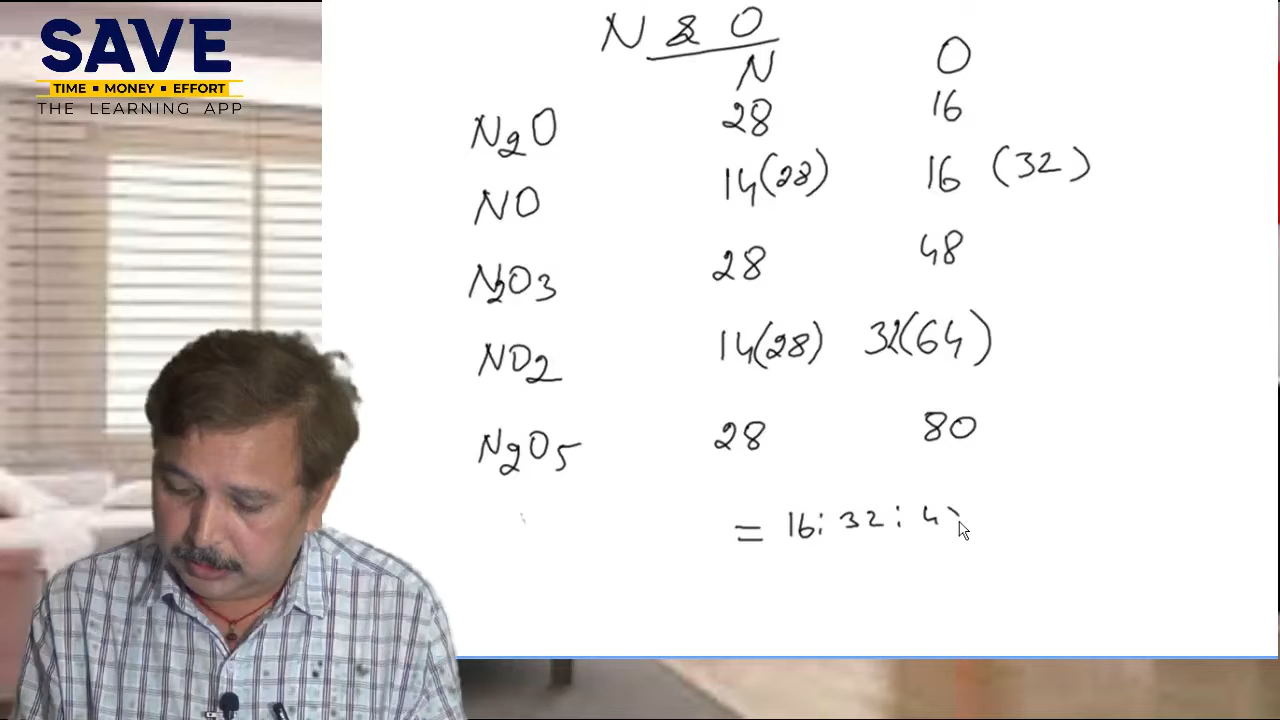 SAVE
TIME ▪ MONEY ▪ EFFORT
THE LEARNING APP
N & O
N O
N2O 28 16
NO 14(28) 16 (32)
N2O3 28 48
NO2 14(28) 32(64)
N2O5 28 80
= 16: 32: 4